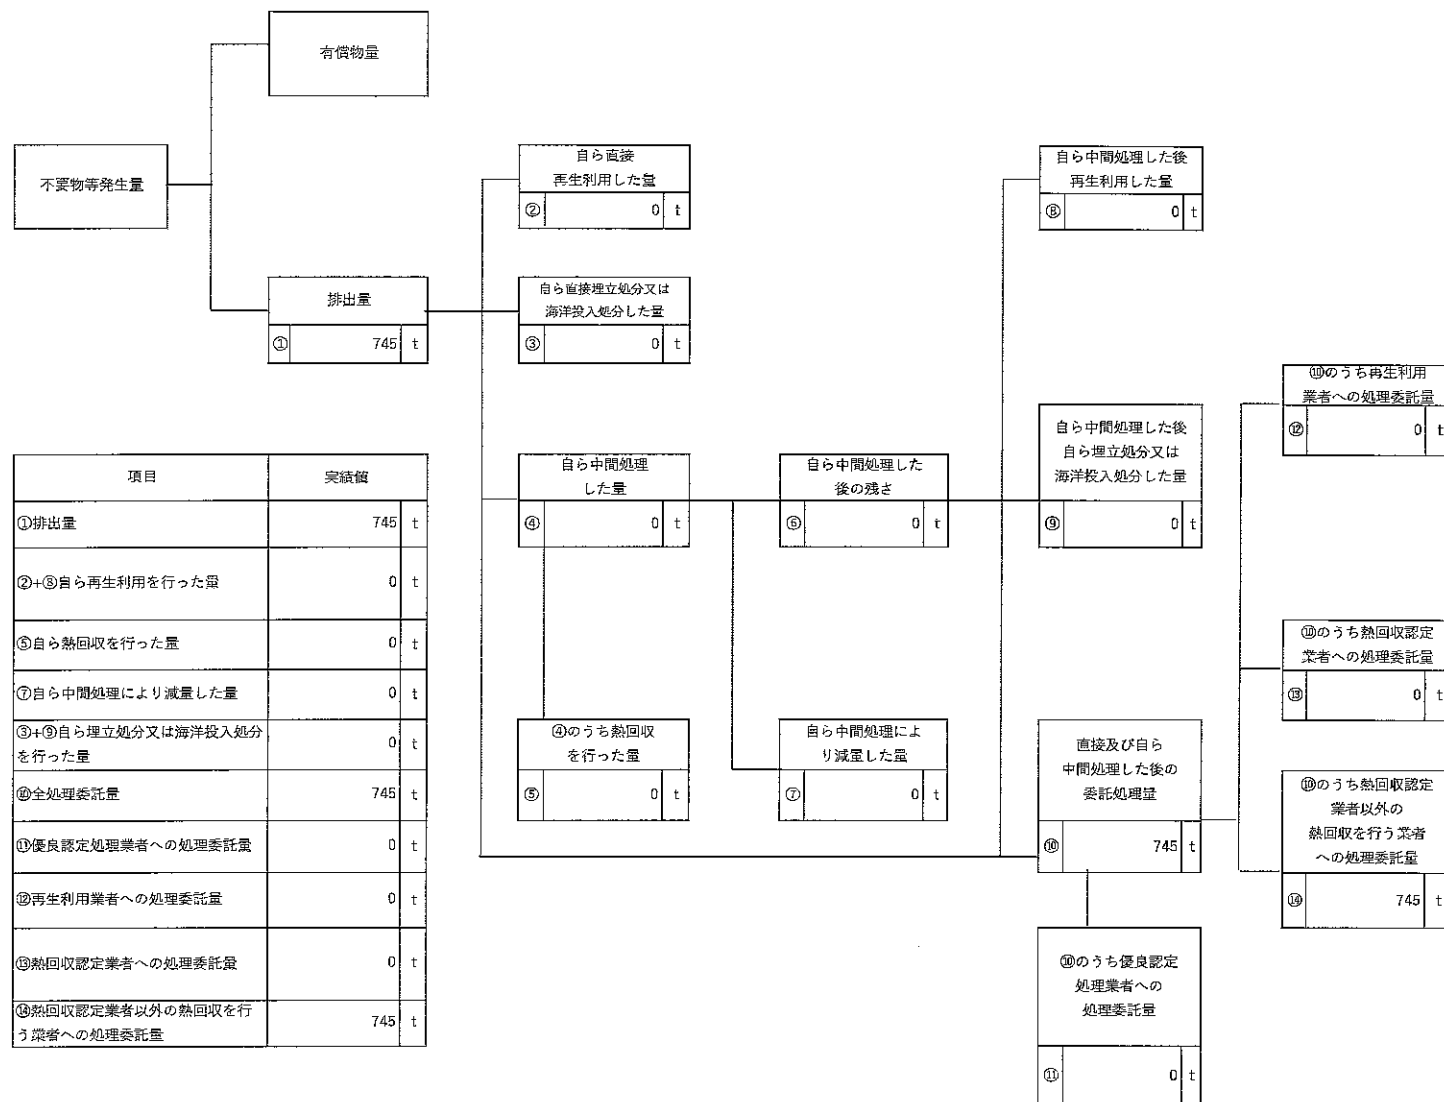 有償物量
不要物等発生量
排出量
① 745 t
自ら直接
再生利用した量
② 0 t
自ら直接埋立処分又は
海洋投入処分した量
③ 0 t
自ら中間処理
した量
④ 0 t
④のうち熱回収
を行った量
⑤ 0 t
自ら中間処理した
後の残さ
⑥ 0 t
自ら中間処理によ
り減量した量
⑦ 0 t
自ら中間処理した後
再生利用した量
⑧ 0 t
自ら中間処理した後
自ら埋立処分又は
海洋投入処分した量
⑨ 0 t
直接及び自ら
中間処理した後の
委託処理量
⑩ 745 t
⑩のうち優良認定
処理業者への
処理委託量
⑪ 0 t
⑩のうち再生利用
業者への処理委託量
⑫ 0 t
⑩のうち熱回収認定
業者への処理委託量
⑬ 0 t
⑩のうち熱回収認定
業者以外の
熱回収を行う業者
への処理委託量
⑭ 745 t
項目 実績値
①排出量 745 t
②+⑧自ら再生利用を行った量 0 t
⑤自ら熱回収を行った量 0 t
⑦自ら中間処理により減量した量 0 t
③+⑨自ら埋立処分又は海洋投入処分
を行った量 0 t
⑩全処理委託量 745 t
⑪優良認定処理業者への処理委託量 0 t
⑫再生利用業者への処理委託量 0 t
⑬熱回収認定業者への処理委託量 0 t
⑭熱回収認定業者以外の熱回収を行
う業者への処理委託量 745 t